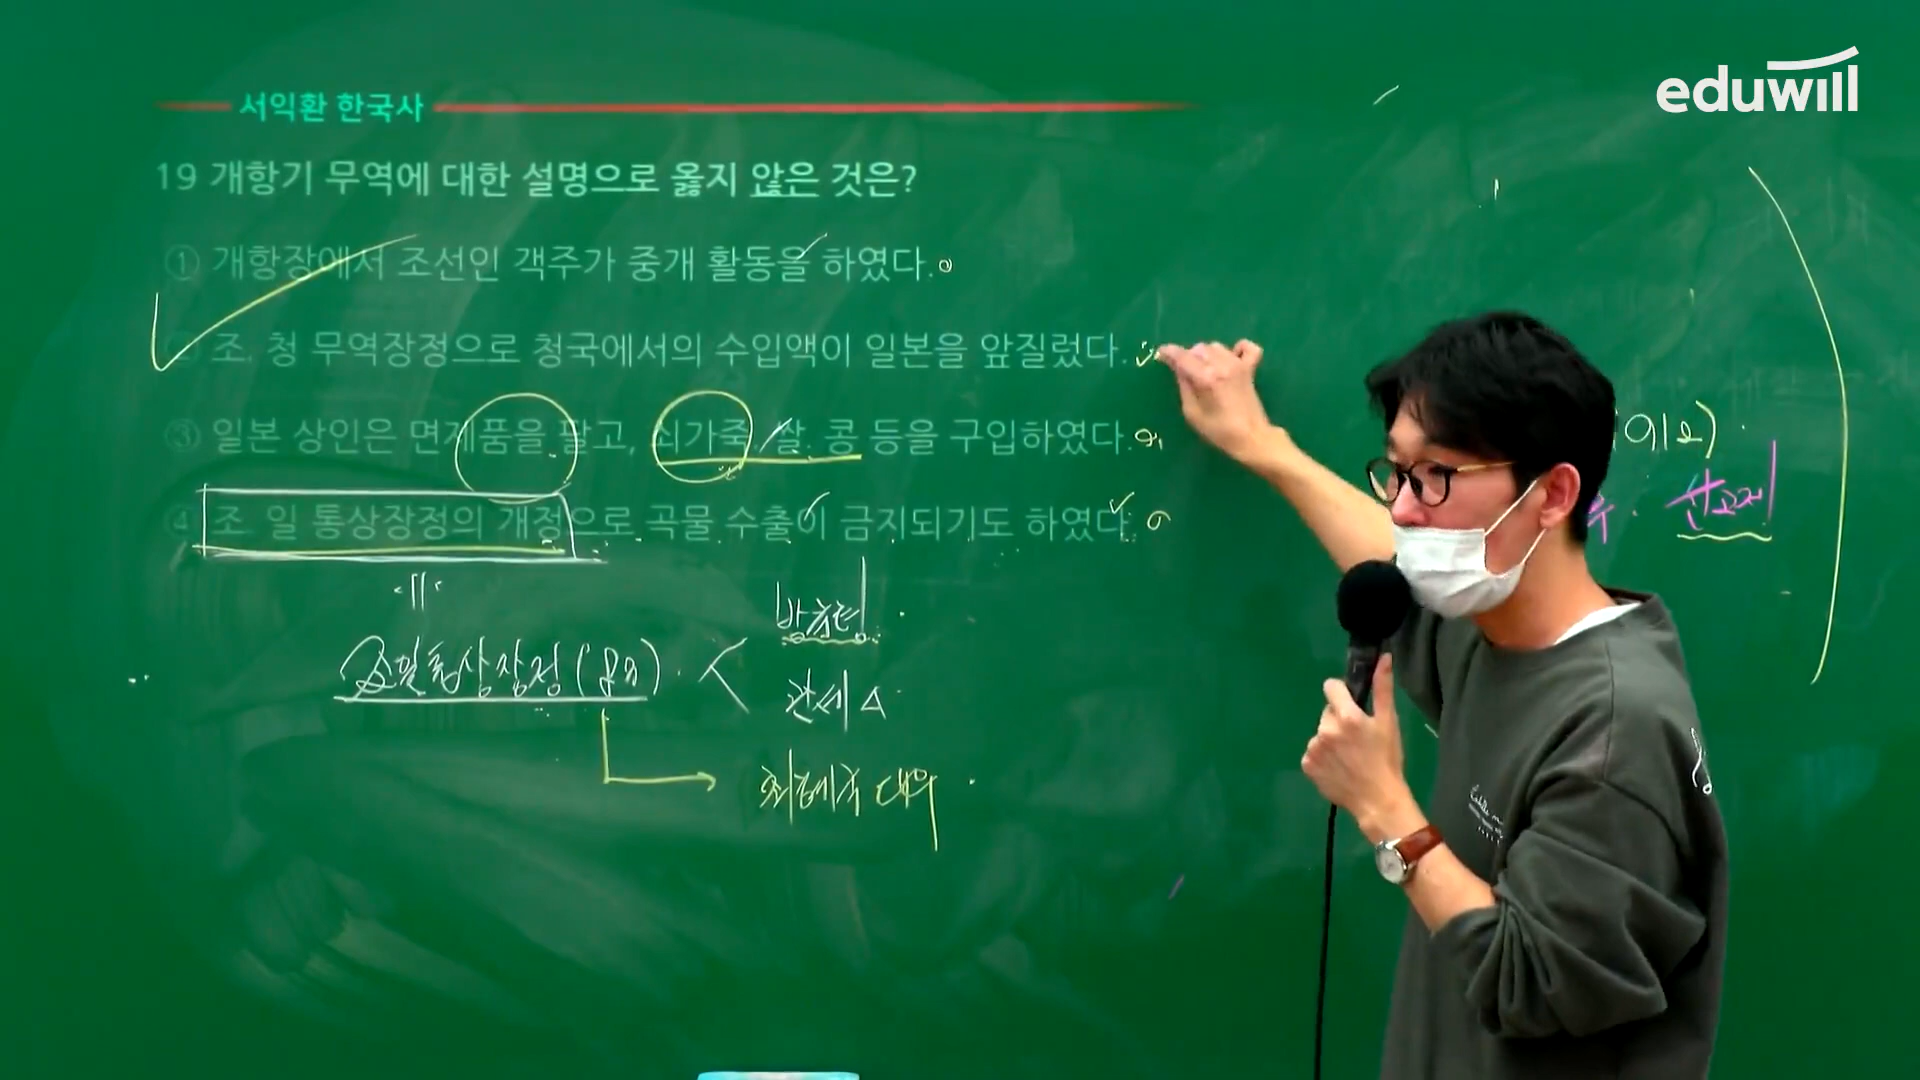 eduwill
서익환 한국사
19 개항기 무역에 대한 설명으로 옳지 않은 것은?
① 개항장에서 조선인 객주가 중개 활동을 하였다.
② 조. 청 무역장정으로 청국에서의 수입액이 일본을 앞질렀다.
③ 일본 상인은 면제품을 팔고, 쇠가죽, 쌀, 콩 등을 구입하였다.
④ 조. 일 통상장정의 개정으로 곡물 수출이 금지되기도 하였다.
방곡령
조일통상장정
관세
최혜국 대우
선교사